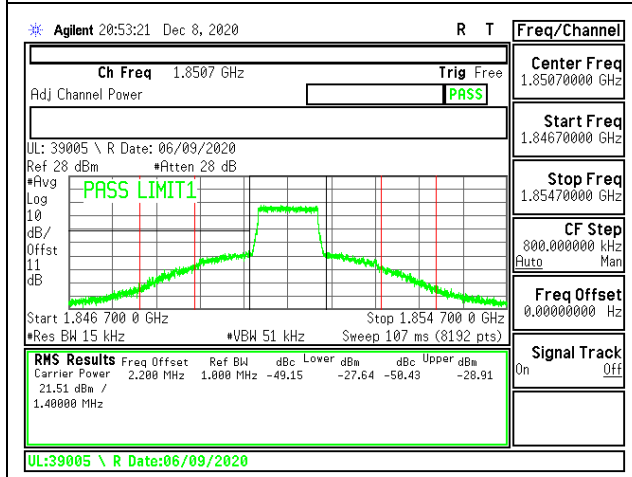 Agilent 20:53:21 Dec 8, 2020 R T
Freq/Channel
Ch Freq 1.8507 GHz Trig Free
Adj Channel Power PASS
Center Freq
1.85070000 GHz
UL: 39005 \ R Date: 06/09/2020
Start Freq
1.84670000 GHz
Ref 28 dBm #Atten 28 dB
#Avg
Log
10
dB/
Offst
11
dB
PASS LIMIT1
Stop Freq
1.85470000 GHz
CF Step
800.000000 kHz
Auto Man
Freq Offset
0.00000000 Hz
Start 1.846 700 0 GHz Stop 1.854 700 0 GHz
#Res BW 15 kHz #VBW 51 kHz Sweep 107 ms (8192 pts)
Signal Track
On Off
RMS Results Freq Offset Ref BW dBc Lower dBm dBc Upper dBm
Carrier Power 2.200 MHz 1.000 MHz -49.15 -27.64 -50.43 -28.91
21.51 dBm /
1.40000 MHz
UL:39005 \ R Date:06/09/2020